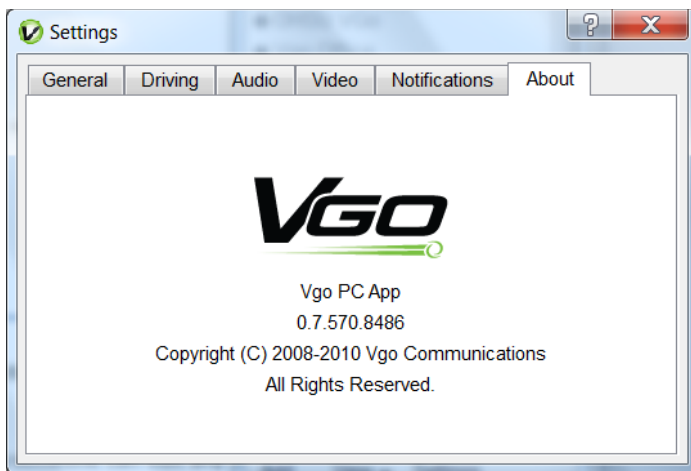 Settings
General Driving Audio Video Notifications About
VGO
Vgo PC App
0.7.570.8486
Copyright (C) 2008-2010 Vgo Communications
All Rights Reserved.